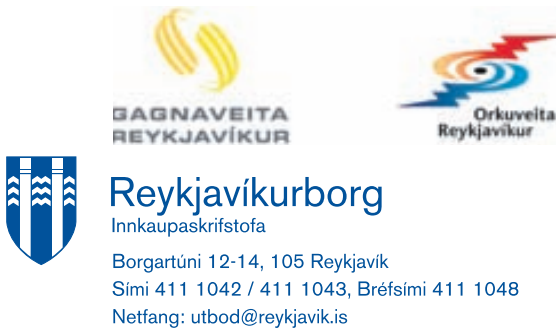 GAGNAVEITA
REYKJAVÍKUR
Orkuveita
Reykjavíkur
Reykjavíkurborg
Innkaupaskrifstofa
Borgartúni 12-14, 105 Reykjavík
Sími 411 1042 / 411 1043, Bréfsími 411 1048
Netfang: utbod@reykjavik.is